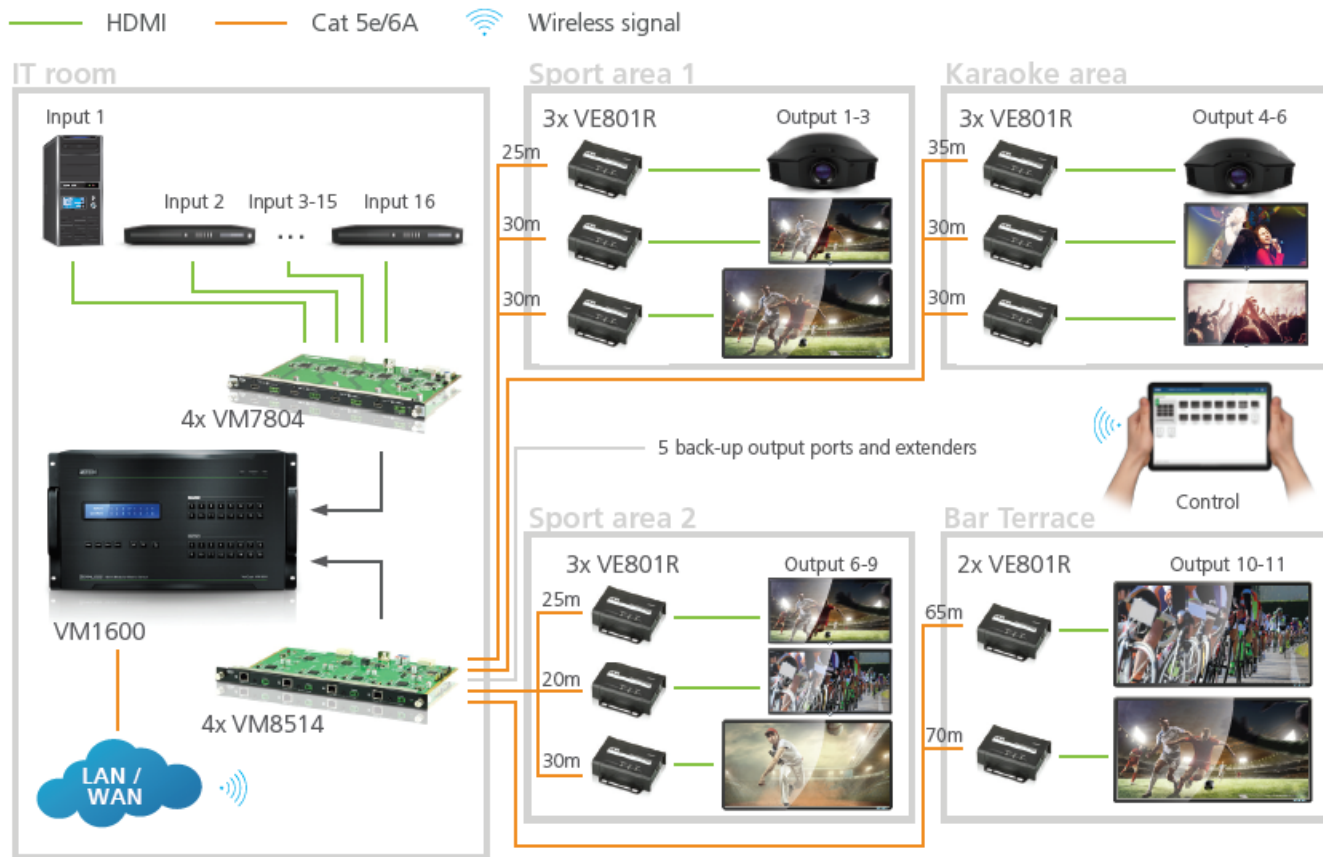 HDMI
Cat 5e/6A
Wireless signal
IT room
Input 1
Input 2
Input 3-15
Input 16
...
4x VM7804
VM1600
4x VM8514
LAN /
WAN
Sport area 1
3x VE801R
Output 1-3
25m
30m
30m
Karaoke area
3x VE801R
Output 4-6
35m
30m
30m
5 back-up output ports and extenders
Control
Sport area 2
3x VE801R
Output 6-9
25m
20m
30m
Bar Terrace
2x VE801R
Output 10-11
65m
70m